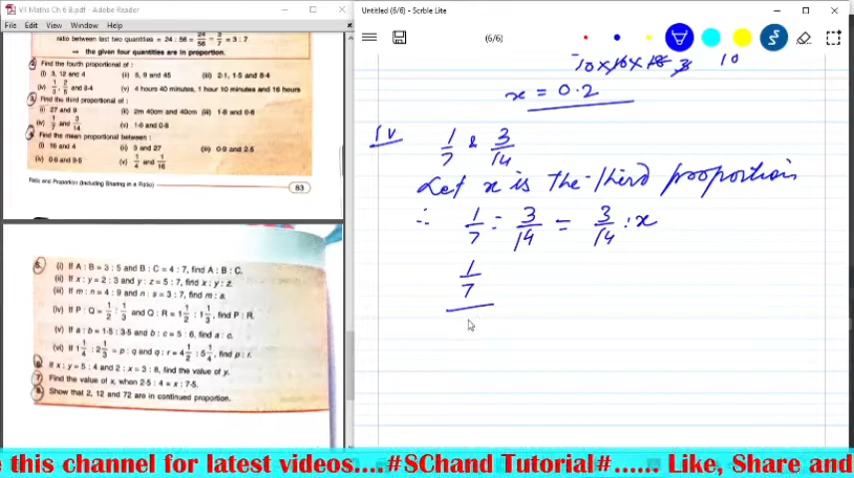 VII Maths Ch 6 8.pdf - Adobe Reader
File Edit View Window Help
ratio between last two quantities = 24 : 56 = 24/56 = 3/7 = 3 : 7
⇒ the given four quantities are in proportion.
Find the fourth proportional of :
(i) 3, 12 and 4 (ii) 5, 9 and 45 (iii) 2·1, 1·5 and 8·4
(iv) 1/3, 2/5 and 8·4 (v) 4 hours 40 minutes, 1 hour 10 minutes and 16 hours
Find the third proportional of :
(i) 27 and 9 (ii) 2m 40cm and 40cm (iii) 1·8 and 0·6
(iv) 1/7 and 3/14 (v) 1·6 and 0·8
Find the mean proportional between :
(i) 16 and 4 (ii) 3 and 27 (iii) 0·9 and 2·5
(iv) 0·6 and 9·6 (v) 1/4 and 1/16
Ratio and Proportion (Including Sharing in a Ratio) 83
5. (i) If A : B = 3 : 5 and B : C = 4 : 7, find A : B : C.
(ii) If x : y = 2 : 3 and y : z = 5 : 7, find x : y : z.
(iii) If m : n = 4 : 9 and n : s = 3 : 7, find m : s.
(iv) If P : Q = 1/2 : 1/3 and Q : R = 1 1/2 : 1 1/3, find P : R.
(v) If a : b = 1·5 : 3·5 and b : c = 5 : 6, find a : c.
(vi) If 1 1/4 : 2 1/3 = p : q and q : r = 4 1/2 : 5 1/4, find p : r.
6. If x : y = 5 : 4 and 2 : x = 3 : 8, find the value of y.
7. Find the value of x, when 2·5 : 4 = x : 7·5.
8. Show that 2, 12 and 72 are in continued proportion.
Untitled (6/6) - Scrble Lite
(6/6)
10
x = 0.2
IV 1/7 & 3/14
Let x is the third proportion
∴ 1/7 : 3/14 = 3/14 : x
1/7
e this channel for latest videos....#SChand Tutorial#...... Like, Share and